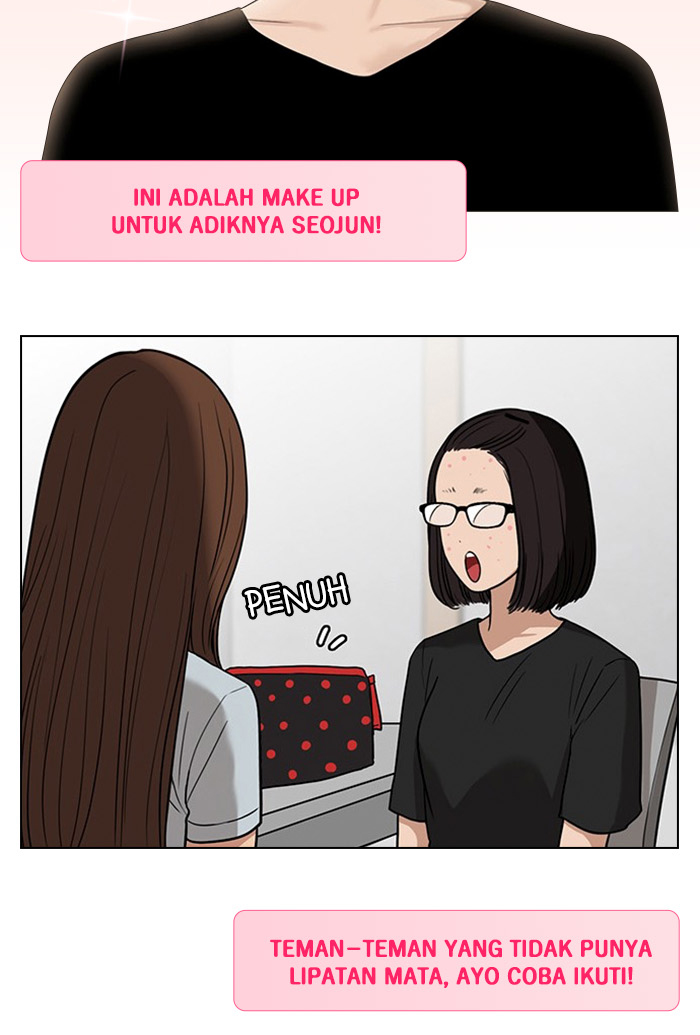 INI ADALAH MAKE UP
UNTUK ADIKNYA SEOJUN!
PENUH
TEMAN-TEMAN YANG TIDAK PUNYA
LIPATAN MATA, AYO COBA IKUTI!